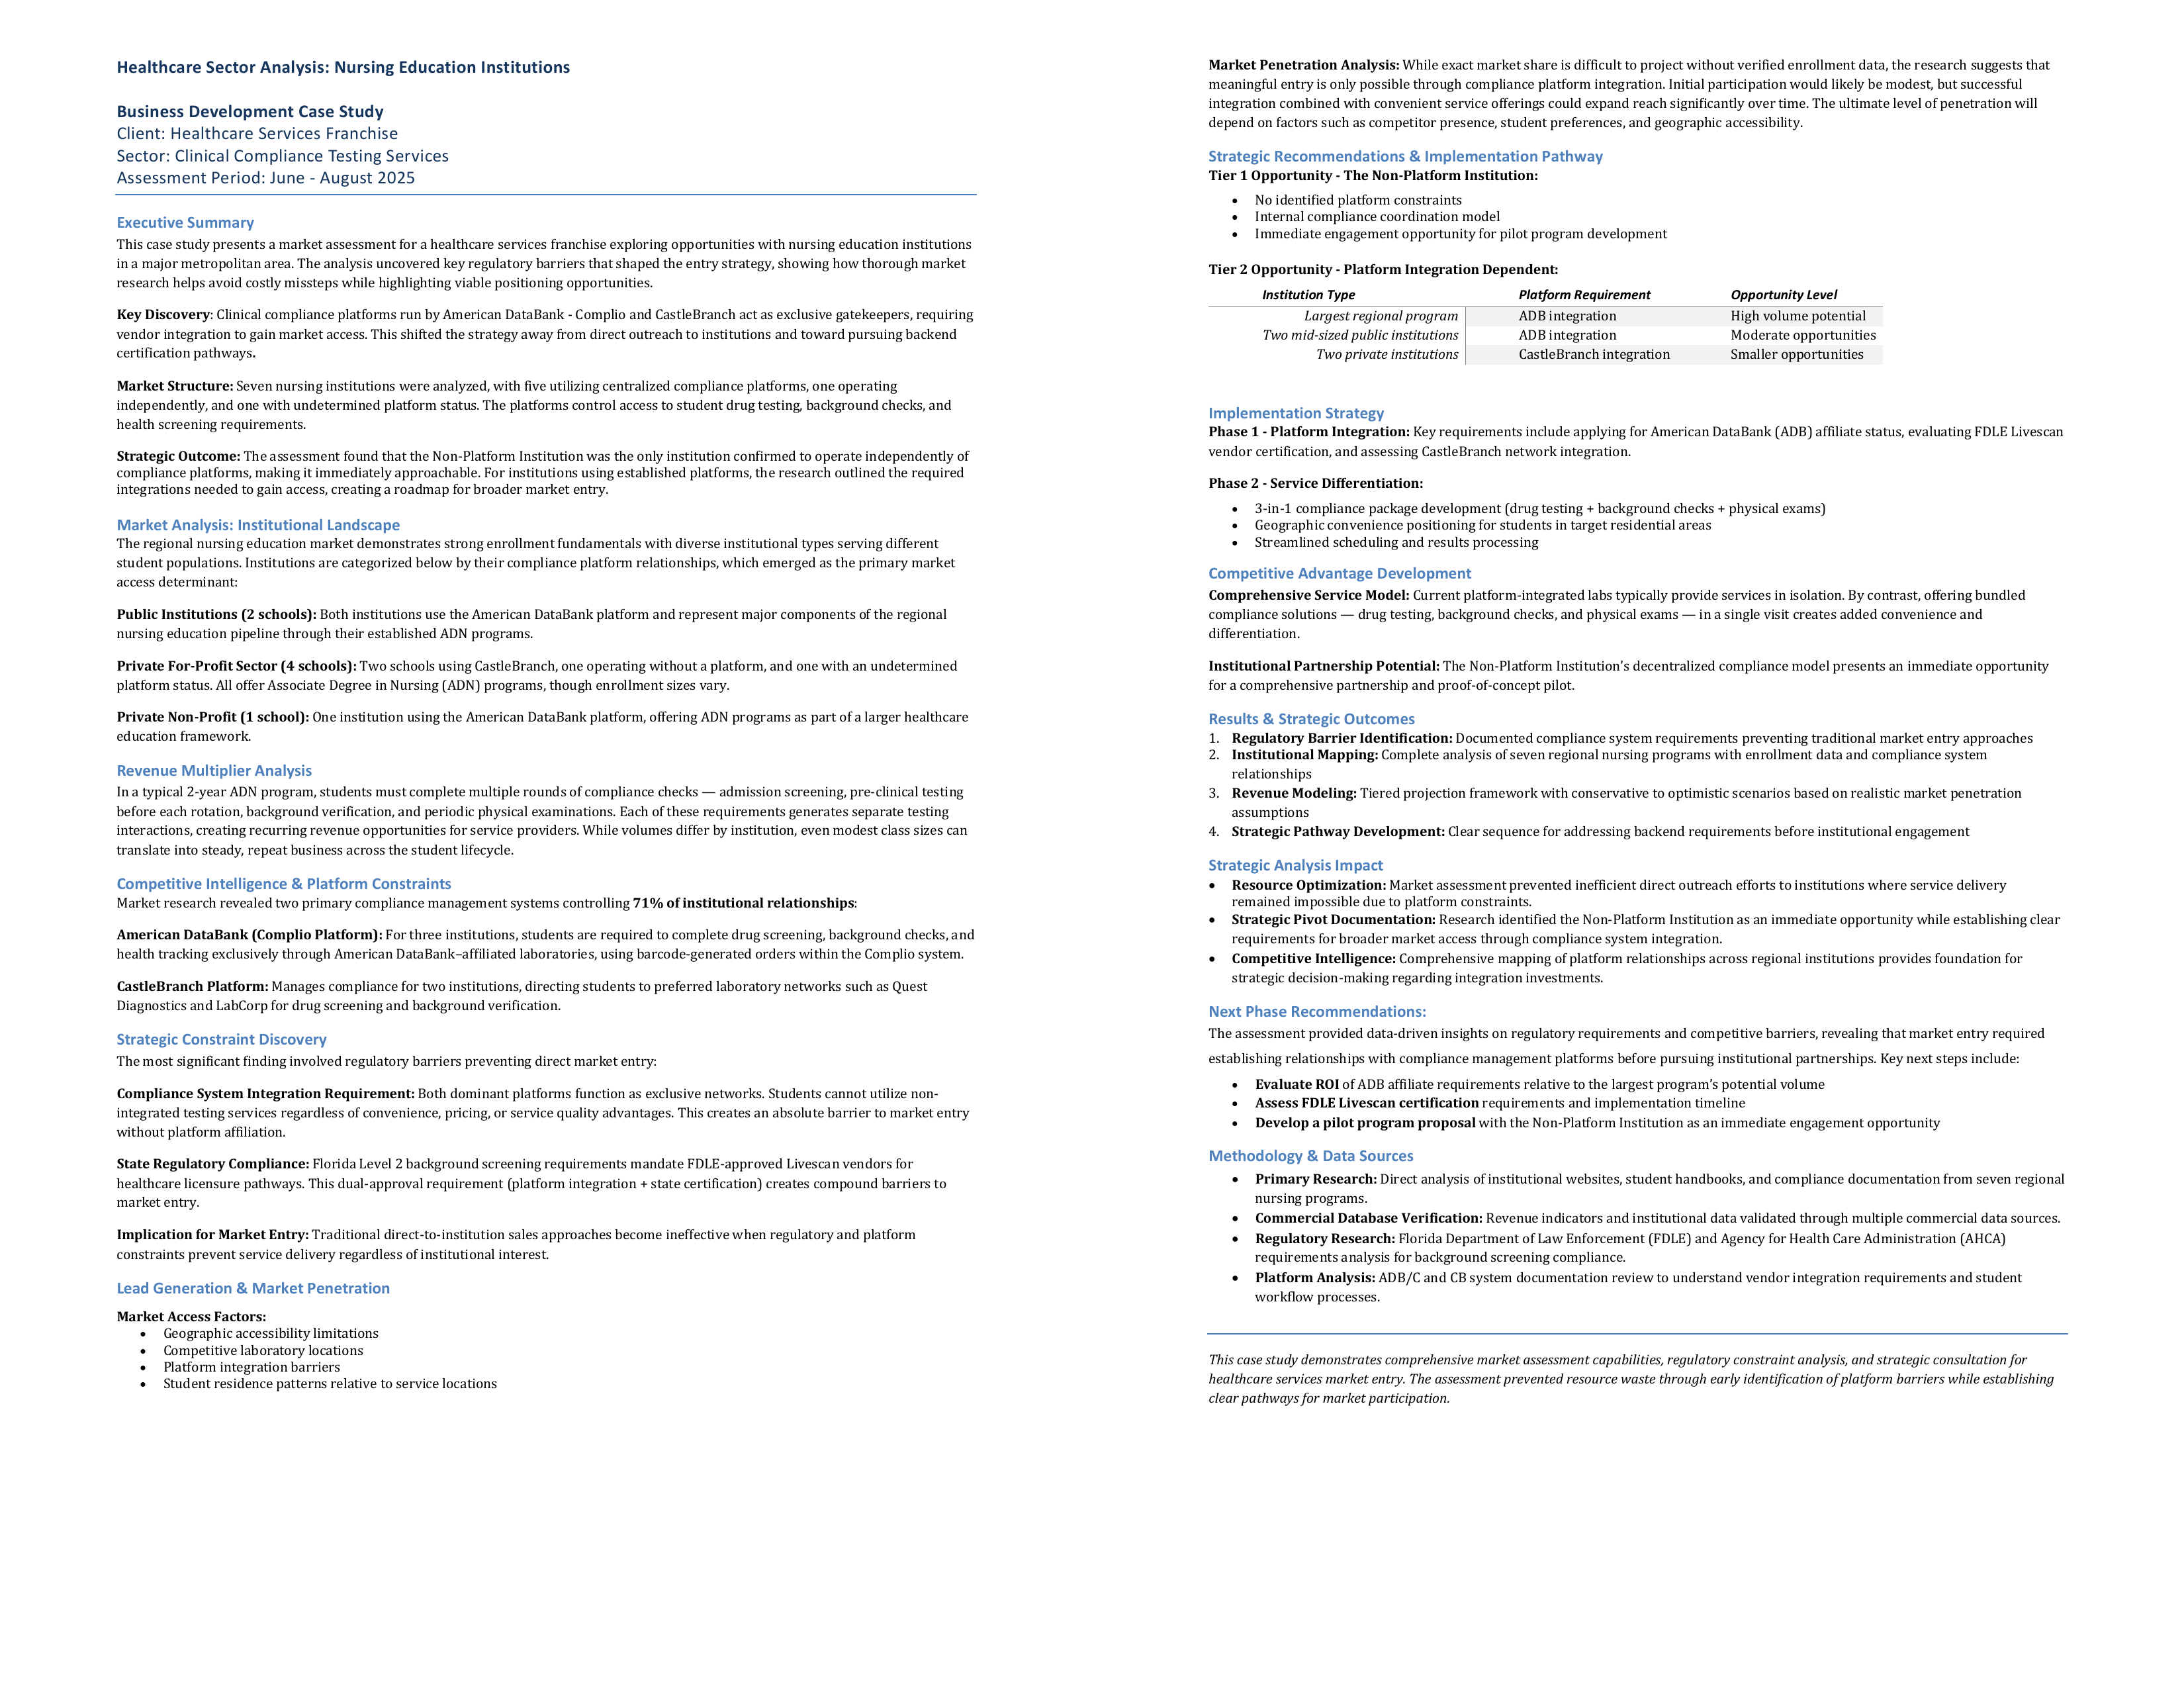 Healthcare Sector Analysis: Nursing Education Institutions
Business Development Case Study
Client: Healthcare Services Franchise
Sector: Clinical Compliance Testing Services
Assessment Period: June - August 2025
Executive Summary
This case study presents a market assessment for a healthcare services franchise exploring opportunities with nursing education institutions
in a major metropolitan area. The analysis uncovered key regulatory barriers that shaped the entry strategy, showing how thorough market
research helps avoid costly missteps while highlighting viable positioning opportunities.
Key Discovery: Clinical compliance platforms run by American DataBank - Complio and CastleBranch act as exclusive gatekeepers, requiring
vendor integration to gain market access. This shifted the strategy away from direct outreach to institutions and toward pursuing backend
certification pathways.
Market Structure: Seven nursing institutions were analyzed, with five utilizing centralized compliance platforms, one operating
independently, and one with undetermined platform status. The platforms control access to student drug testing, background checks, and
health screening requirements.
Strategic Outcome: The assessment found that the Non-Platform Institution was the only institution confirmed to operate independently of
compliance platforms, making it immediately approachable. For institutions using established platforms, the research outlined the required
integrations needed to gain access, creating a roadmap for broader market entry.
Market Analysis: Institutional Landscape
The regional nursing education market demonstrates strong enrollment fundamentals with diverse institutional types serving different
student populations. Institutions are categorized below by their compliance platform relationships, which emerged as the primary market
access determinant:
Public Institutions (2 schools): Both institutions use the American DataBank platform and represent major components of the regional
nursing education pipeline through their established ADN programs.
Private For-Profit Sector (4 schools): Two schools using CastleBranch, one operating without a platform, and one with an undetermined
platform status. All offer Associate Degree in Nursing (ADN) programs, though enrollment sizes vary.
Private Non-Profit (1 school): One institution using the American DataBank platform, offering ADN programs as part of a larger healthcare
education framework.
Revenue Multiplier Analysis
In a typical 2-year ADN program, students must complete multiple rounds of compliance checks — admission screening, pre-clinical testing
before each rotation, background verification, and periodic physical examinations. Each of these requirements generates separate testing
interactions, creating recurring revenue opportunities for service providers. While volumes differ by institution, even modest class sizes can
translate into steady, repeat business across the student lifecycle.
Competitive Intelligence & Platform Constraints
Market research revealed two primary compliance management systems controlling 71% of institutional relationships:
American DataBank (Complio Platform): For three institutions, students are required to complete drug screening, background checks, and
health tracking exclusively through American DataBank–affiliated laboratories, using barcode-generated orders within the Complio system.
CastleBranch Platform: Manages compliance for two institutions, directing students to preferred laboratory networks such as Quest
Diagnostics and LabCorp for drug screening and background verification.
Strategic Constraint Discovery
The most significant finding involved regulatory barriers preventing direct market entry:
Compliance System Integration Requirement: Both dominant platforms function as exclusive networks. Students cannot utilize non-
integrated testing services regardless of convenience, pricing, or service quality advantages. This creates an absolute barrier to market entry
without platform affiliation.
State Regulatory Compliance: Florida Level 2 background screening requirements mandate FDLE-approved Livescan vendors for
healthcare licensure pathways. This dual-approval requirement (platform integration + state certification) creates compound barriers to
market entry.
Implication for Market Entry: Traditional direct-to-institution sales approaches become ineffective when regulatory and platform
constraints prevent service delivery regardless of institutional interest.
Lead Generation & Market Penetration
Market Access Factors:
• Geographic accessibility limitations
• Competitive laboratory locations
• Platform integration barriers
• Student residence patterns relative to service locations
Market Penetration Analysis: While exact market share is difficult to project without verified enrollment data, the research suggests that
meaningful entry is only possible through compliance platform integration. Initial participation would likely be modest, but successful
integration combined with convenient service offerings could expand reach significantly over time. The ultimate level of penetration will
depend on factors such as competitor presence, student preferences, and geographic accessibility.
Strategic Recommendations & Implementation Pathway
Tier 1 Opportunity - The Non-Platform Institution:
• No identified platform constraints
• Internal compliance coordination model
• Immediate engagement opportunity for pilot program development
Tier 2 Opportunity - Platform Integration Dependent:
Institution Type Platform Requirement Opportunity Level
Largest regional program ADB integration High volume potential
Two mid-sized public institutions ADB integration Moderate opportunities
Two private institutions CastleBranch integration Smaller opportunities
Implementation Strategy
Phase 1 - Platform Integration: Key requirements include applying for American DataBank (ADB) affiliate status, evaluating FDLE Livescan
vendor certification, and assessing CastleBranch network integration.
Phase 2 - Service Differentiation:
• 3-in-1 compliance package development (drug testing + background checks + physical exams)
• Geographic convenience positioning for students in target residential areas
• Streamlined scheduling and results processing
Competitive Advantage Development
Comprehensive Service Model: Current platform-integrated labs typically provide services in isolation. By contrast, offering bundled
compliance solutions — drug testing, background checks, and physical exams — in a single visit creates added convenience and
differentiation.
Institutional Partnership Potential: The Non-Platform Institution’s decentralized compliance model presents an immediate opportunity
for a comprehensive partnership and proof-of-concept pilot.
Results & Strategic Outcomes
1. Regulatory Barrier Identification: Documented compliance system requirements preventing traditional market entry approaches
2. Institutional Mapping: Complete analysis of seven regional nursing programs with enrollment data and compliance system
relationships
3. Revenue Modeling: Tiered projection framework with conservative to optimistic scenarios based on realistic market penetration
assumptions
4. Strategic Pathway Development: Clear sequence for addressing backend requirements before institutional engagement
Strategic Analysis Impact
• Resource Optimization: Market assessment prevented inefficient direct outreach efforts to institutions where service delivery
remained impossible due to platform constraints.
• Strategic Pivot Documentation: Research identified the Non-Platform Institution as an immediate opportunity while establishing clear
requirements for broader market access through compliance system integration.
• Competitive Intelligence: Comprehensive mapping of platform relationships across regional institutions provides foundation for
strategic decision-making regarding integration investments.
Next Phase Recommendations:
The assessment provided data-driven insights on regulatory requirements and competitive barriers, revealing that market entry required
establishing relationships with compliance management platforms before pursuing institutional partnerships. Key next steps include:
• Evaluate ROI of ADB affiliate requirements relative to the largest program’s potential volume
• Assess FDLE Livescan certification requirements and implementation timeline
• Develop a pilot program proposal with the Non-Platform Institution as an immediate engagement opportunity
Methodology & Data Sources
• Primary Research: Direct analysis of institutional websites, student handbooks, and compliance documentation from seven regional
nursing programs.
• Commercial Database Verification: Revenue indicators and institutional data validated through multiple commercial data sources.
• Regulatory Research: Florida Department of Law Enforcement (FDLE) and Agency for Health Care Administration (AHCA)
requirements analysis for background screening compliance.
• Platform Analysis: ADB/C and CB system documentation review to understand vendor integration requirements and student
workflow processes.
This case study demonstrates comprehensive market assessment capabilities, regulatory constraint analysis, and strategic consultation for
healthcare services market entry. The assessment prevented resource waste through early identification of platform barriers while establishing
clear pathways for market participation.